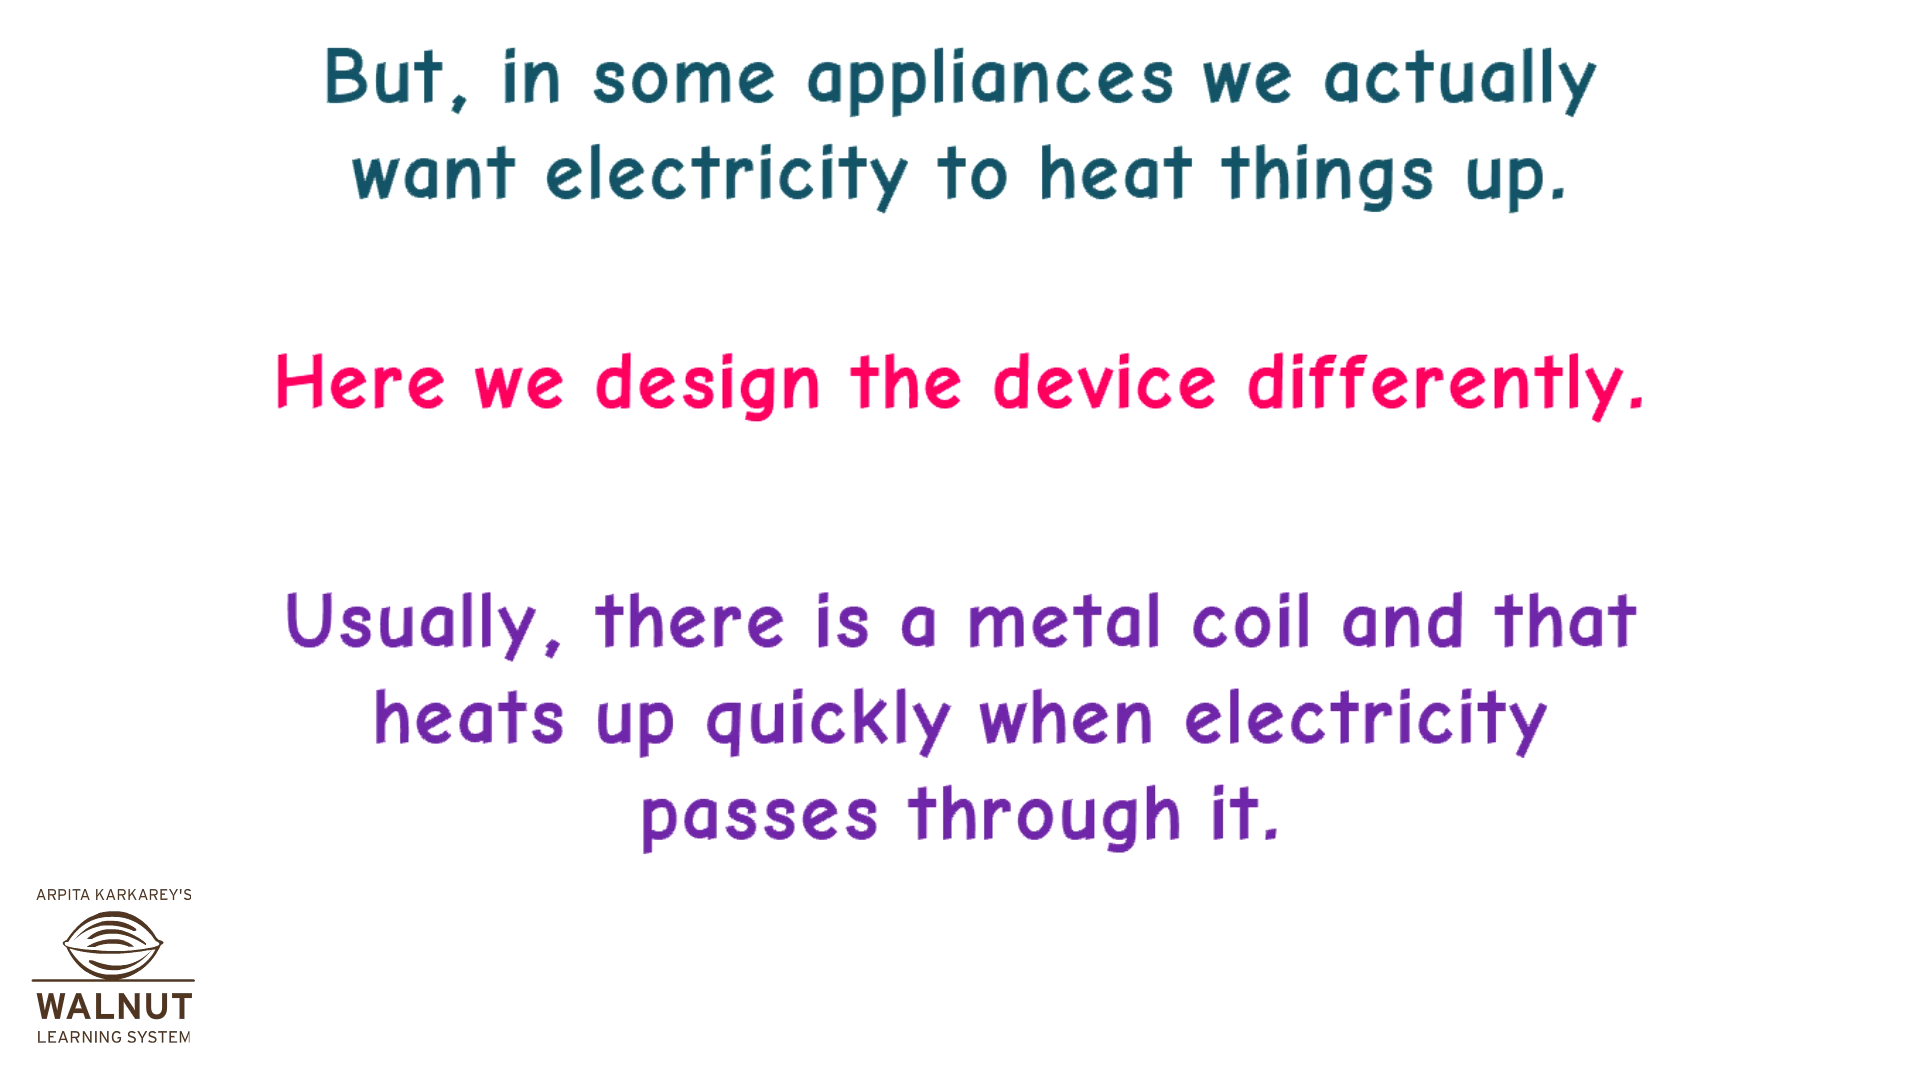 But, in some appliances we actually
want electricity to heat things up.
Here we design the device differently.
Usually, there is a metal coil and that
heats up quickly when electricity
passes through it.
ARPITA KARKAREY'S
WALNUT
LEARNING SYSTEM